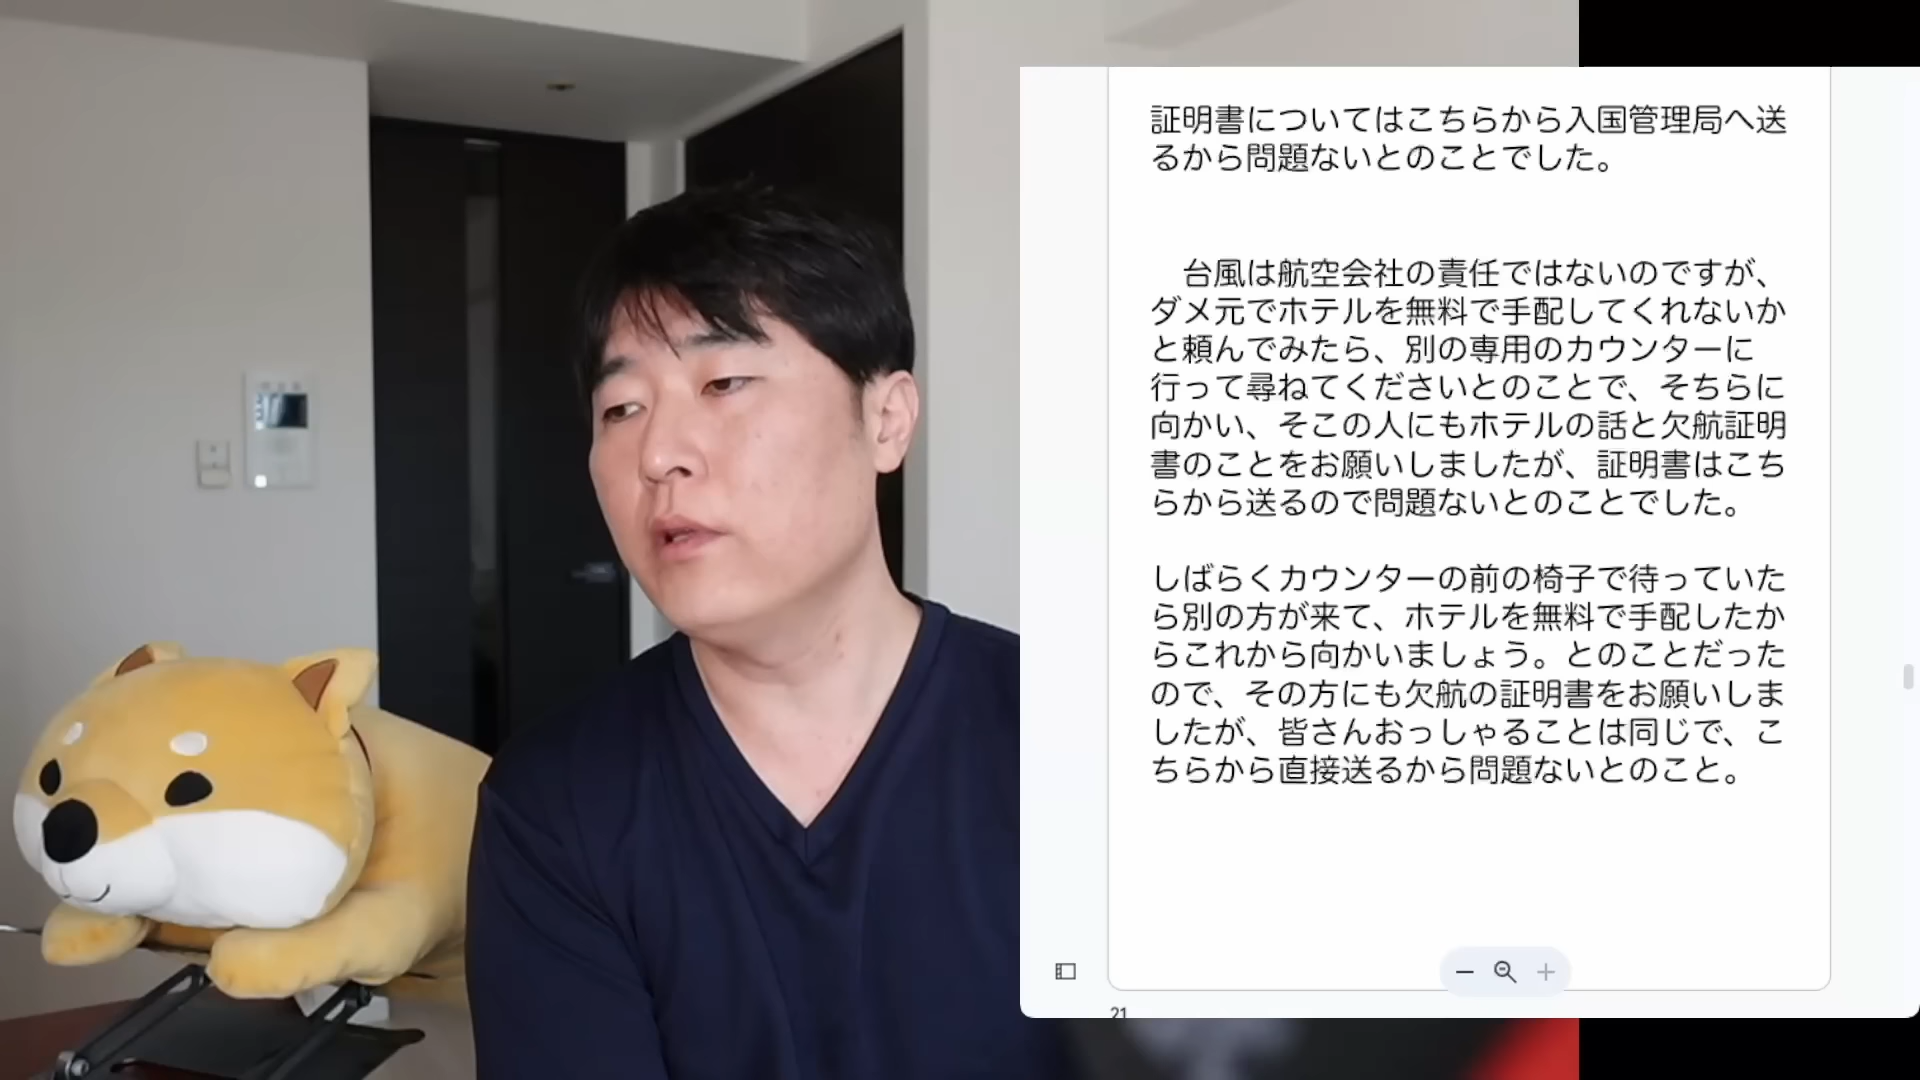 証明書についてはこちらから入国管理局へ送
るから問題ないとのことでした。
台風は航空会社の責任ではないのですが、
ダメ元でホテルを無料で手配してくれないか
と頼んでみたら、別の専用のカウンターに
行って尋ねてくださいとのことで、そちらに
向かい、そこの人にもホテルの話と欠航証明
書のことをお願いしましたが、証明書はこち
らから送るので問題ないとのことでした。
しばらくカウンターの前の椅子で待っていた
ら別の方が来て、ホテルを無料で手配したか
らこれから向かいましょう。とのことだった
ので、その方にも欠航の証明書をお願いしま
したが、皆さんおっしゃることは同じで、こ
ちらから直接送るから問題ないとのこと。
21